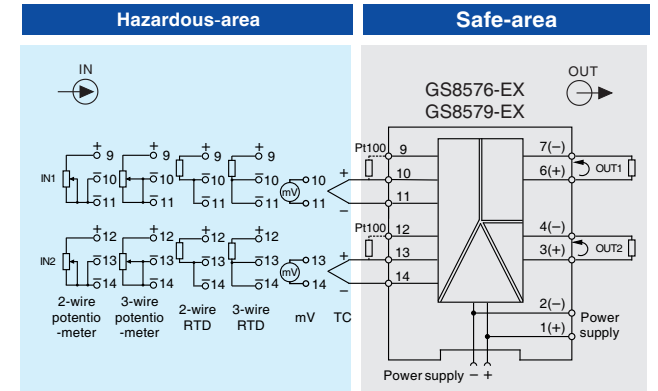 Hazardous-area
Safe-area
IN
OUT
GS8576-EX
GS8579-EX
+ 9 + 9 + 9 + 9
IN1 − 10 − 10 − 10 − 10 mV 10 +
− 11 − 11 − 11 − 11 11 −
Pt100 9
10
11
7(−)
6(+) OUT1
+ 12 + 12 + 12 + 12
IN2 − 13 − 13 − 13 − 13 mV 13 +
− 14 − 14 − 14 − 14 14 −
Pt100 12
13
14
4(−)
3(+) OUT2
2-wire
potentio
-meter
3-wire
potentio
-meter
2-wire
RTD
3-wire
RTD
mV
TC
2(−)
1(+)
Power
supply
Power supply − +